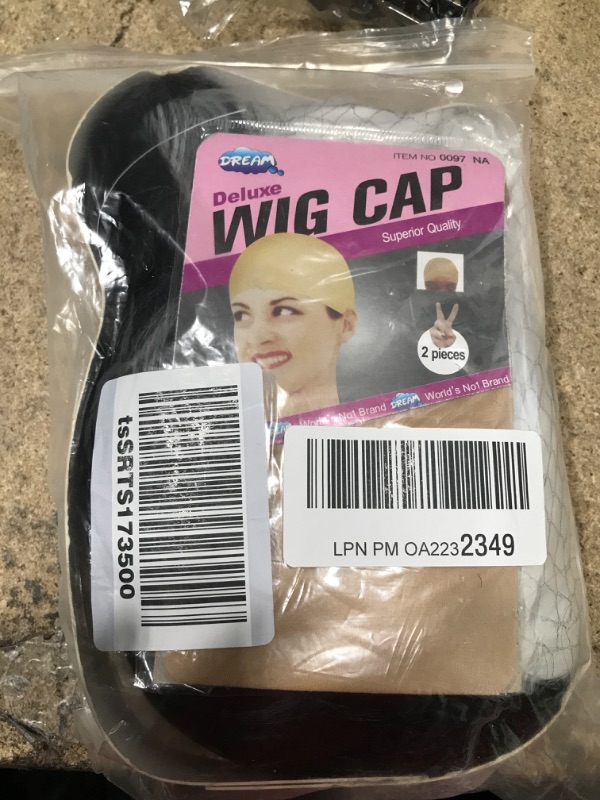 DREAM
ITEM NO 0097 NA
Deluxe
WIG CAP
Superior Quality
2 pieces
World's No1 Brand DREAM World's No1 Brand
tsSRTS173500
LPN PM OA2232349